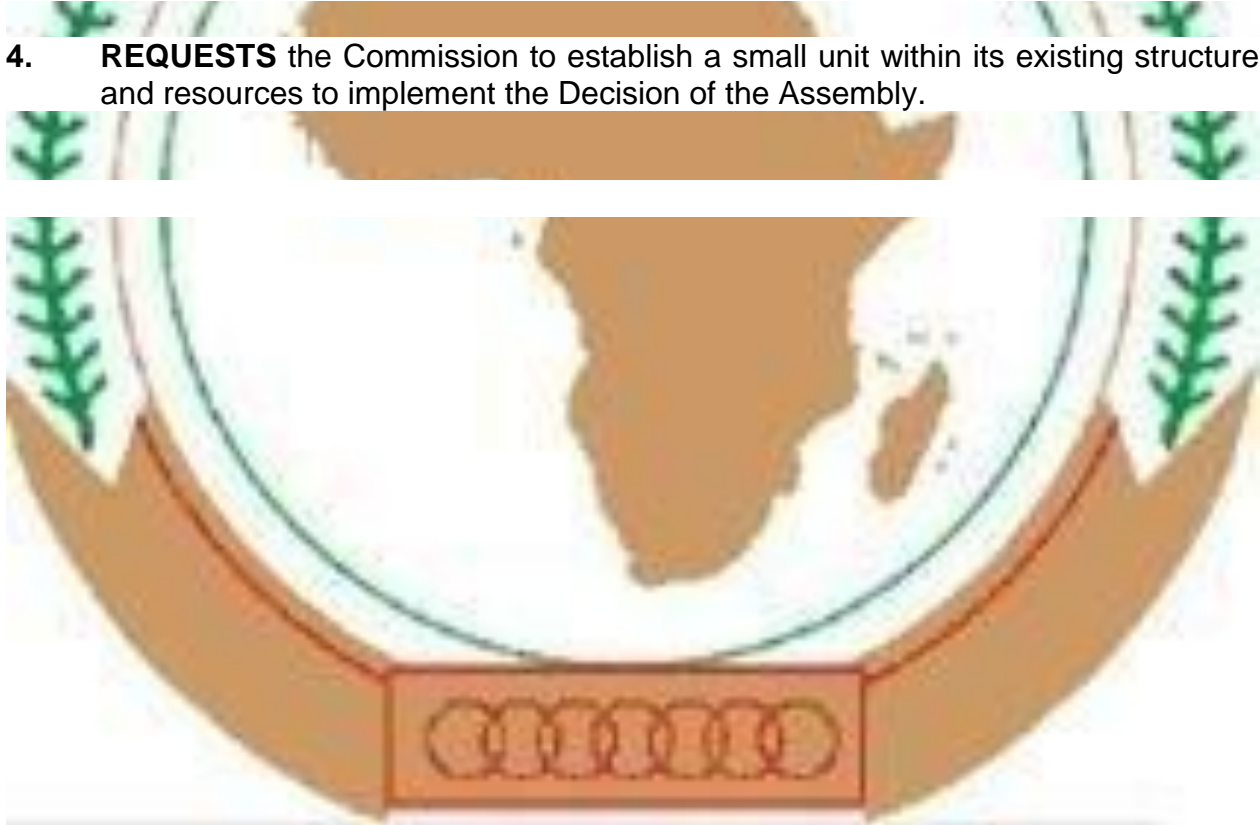 4. REQUESTS the Commission to establish a small unit within its existing structure
and resources to implement the Decision of the Assembly.